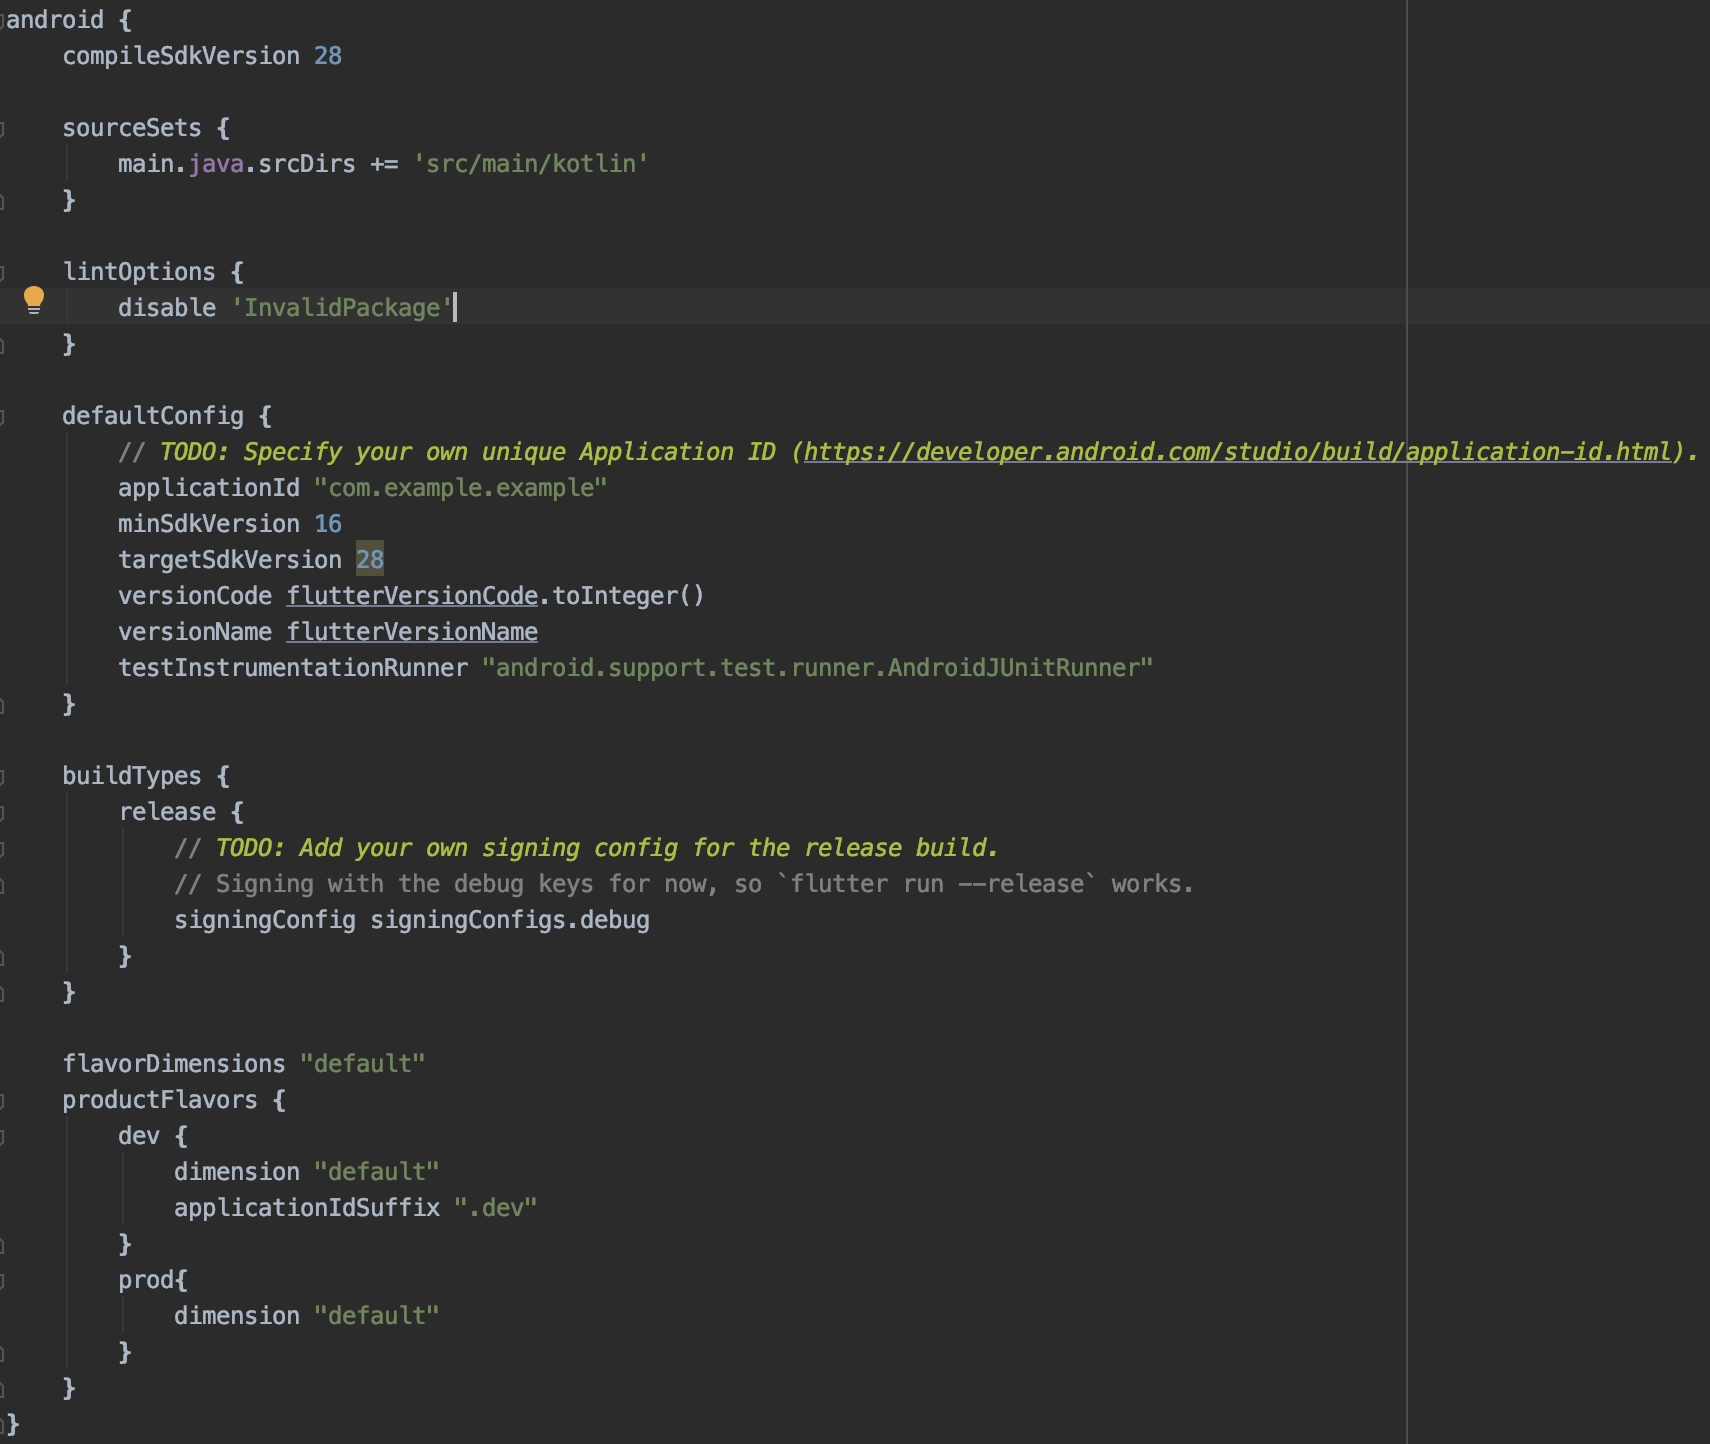 android {
    compileSdkVersion 28

    sourceSets {
        main.java.srcDirs += 'src/main/kotlin'
    }

    lintOptions {
        disable 'InvalidPackage'
    }

    defaultConfig {
        // TODO: Specify your own unique Application ID (https://developer.android.com/studio/build/application-id.html).
        applicationId "com.example.example"
        minSdkVersion 16
        targetSdkVersion 28
        versionCode flutterVersionCode.toInteger()
        versionName flutterVersionName
        testInstrumentationRunner "android.support.test.runner.AndroidJUnitRunner"
    }

    buildTypes {
        release {
            // TODO: Add your own signing config for the release build.
            // Signing with the debug keys for now, so `flutter run --release` works.
            signingConfig signingConfigs.debug
        }
    }

    flavorDimensions "default"
    productFlavors {
        dev {
            dimension "default"
            applicationIdSuffix ".dev"
        }
        prod{
            dimension "default"
        }
    }
}